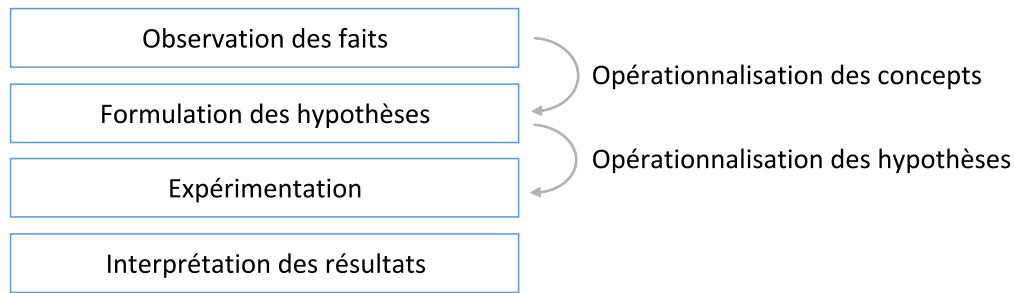 Observation des faits
Opérationnalisation des concepts
Formulation des hypothèses
Opérationnalisation des hypothèses
Expérimentation
Interprétation des résultats